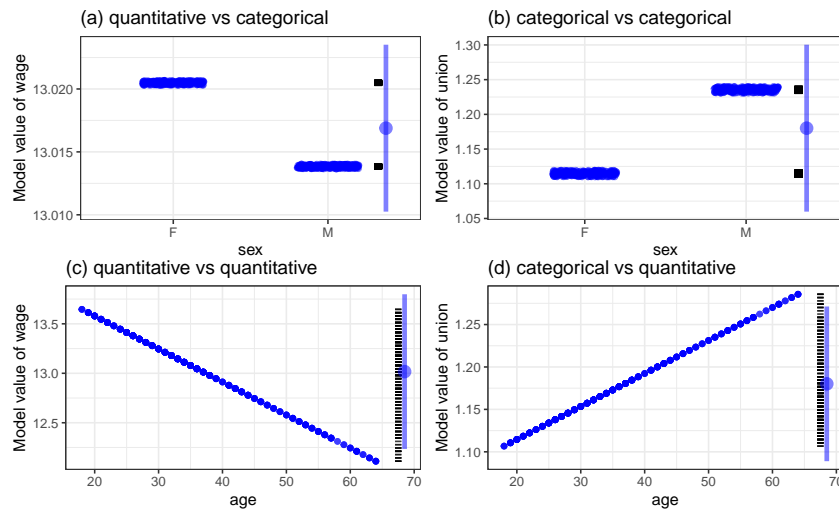 (a) quantitative vs categorical
13.020
13.015
13.010
Model value of wage
F
M
sex
(b) categorical vs categorical
1.30
1.25
1.20
1.15
1.10
1.05
Model value of union
F
M
sex
(c) quantitative vs quantitative
13.5
13.0
12.5
Model value of wage
20
30
40
50
60
70
age
(d) categorical vs quantitative
1.25
1.20
1.15
1.10
Model value of union
20
30
40
50
60
70
age